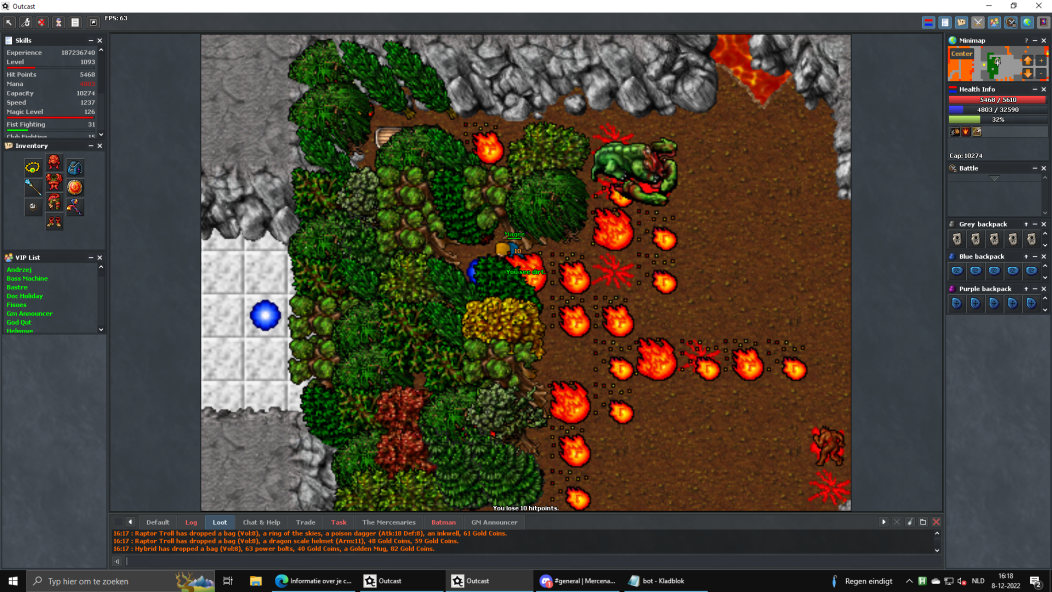 Outcast
FPS: 63
Skills
Experience 187236740
Level 1093
Hit Points 5468
Mana
Capacity 10274
Speed 1237
Magic Level 126
Fist Fighting 31
Club Fighting 15
Inventory
VIP List
Andrzej
Bass Machine
Bastre
Doc Holiday
Fisoes
Gm Announcer
God Qut
Minimap
Center
Health Info
5468 / 5610
4803 / 32590
32%
Cap: 10274
Battle
Grey backpack
Blue backpack
Purple backpack
10
You lose 10 hitpoints.
Default Log Loot Chat & Help Trade Task The Mercenaries Batman GM Announcer
16:17 : Raptor Troll has dropped a bag (Vol:8), a ring of the skies, a poison dagger (Atk:18 Def:8), an inkwell, 61 Gold Coins.
16:17 : Raptor Troll has dropped a bag (Vol:8), a dragon scale helmet (Arm:11), 48 Gold Coins, 59 Gold Coins.
16:17 : Hybrid has dropped a bag (Vol:8), 63 power bolts, 40 Gold Coins, a Golden Mug, 82 Gold Coins.
Typ hier om te zoeken
Informatie over je c...
Outcast
Outcast
#general | Mercena...
bot - Kladblok
Regen eindigt
NLD
16:18
8-12-2022
2